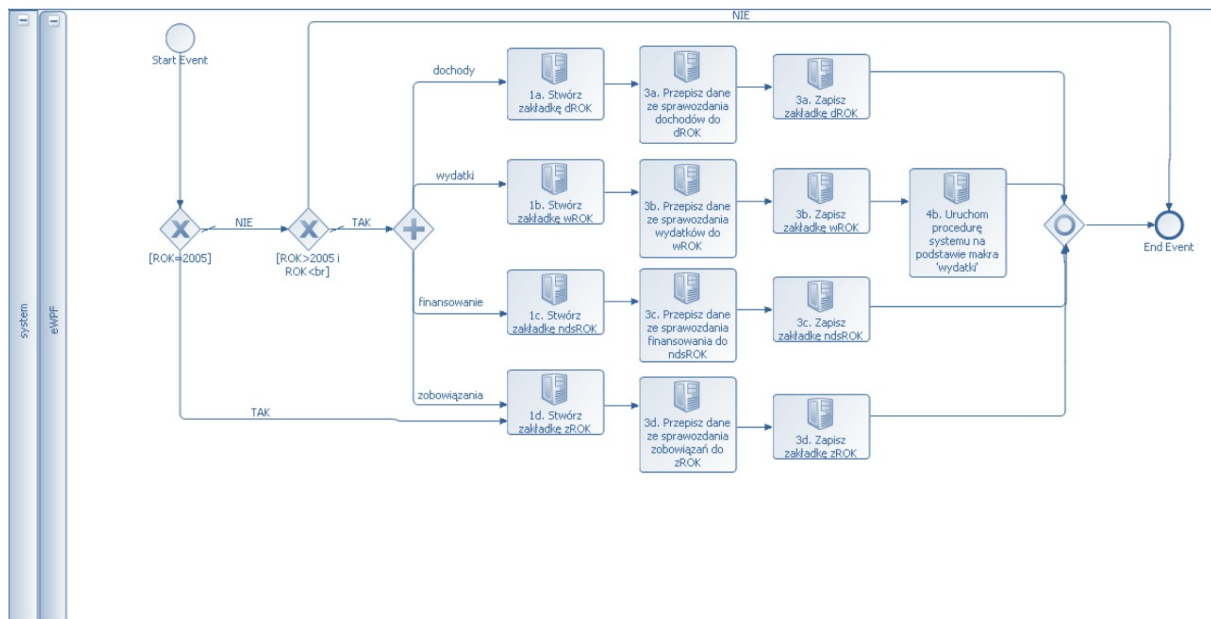 system
eWPF
NIE
Start Event
[ROK=2005]
NIE
[ROK>2005 i
ROK<br]
TAK
TAK
dochody
1a. Stwórz
zakładkę dROK
3a. Przepisz dane
ze sprawozdania
dochodów do
dROK
3a. Zapisz
zakładkę dROK
wydatki
1b. Stwórz
zakładkę wROK
3b. Przepisz dane
ze sprawozdania
wydatków do
wROK
3b. Zapisz
zakładkę wROK
4b. Uruchom
procedurę
systemu na
podstawie makra
'wydatki'
End Event
finansowanie
1c. Stwórz
zakładkę ndsROK
3c. Przepisz dane
ze sprawozdania
finansowania do
ndsROK
3c. Zapisz
zakładkę ndsROK
zobowiązania
1d. Stwórz
zakładkę zROK
3d. Przepisz dane
ze sprawozdania
zobowiązań do
zROK
3d. Zapisz
zakładkę zROK